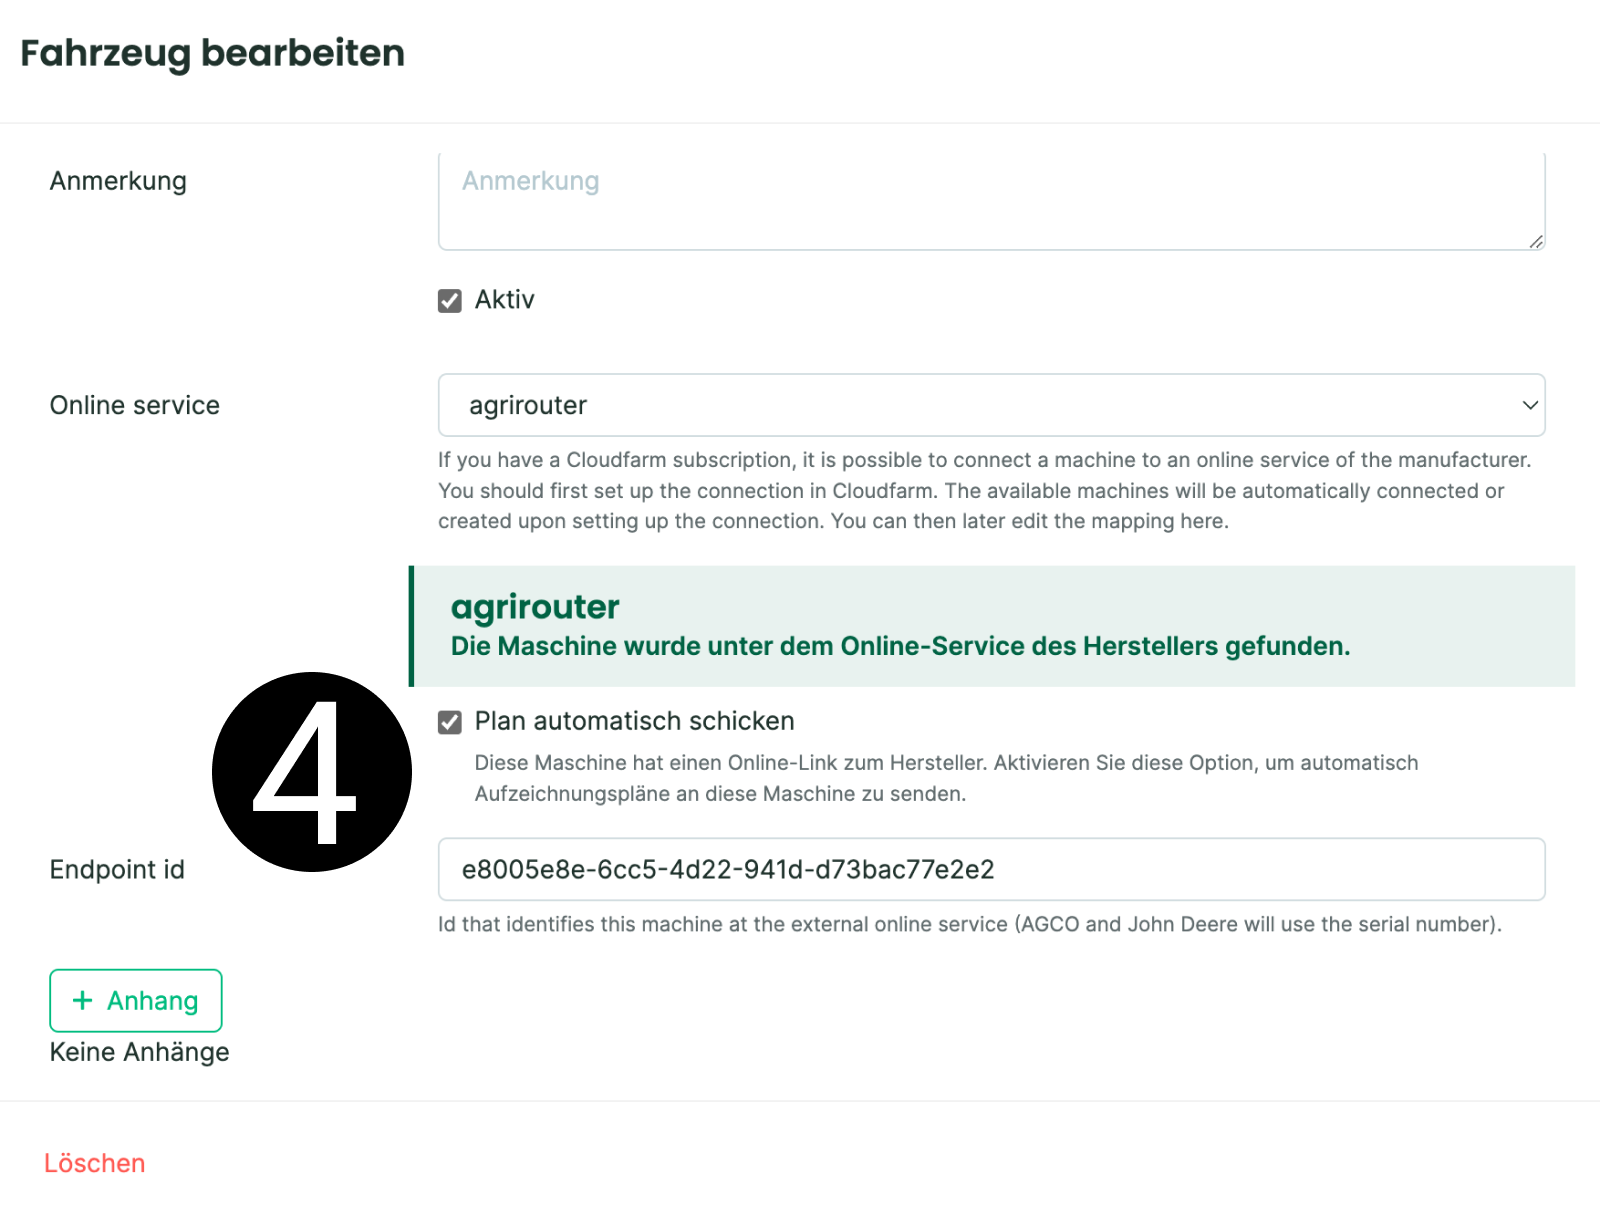 Fahrzeug bearbeiten
Anmerkung
Anmerkung
Aktiv
Online service
agrirouter
If you have a Cloudfarm subscription, it is possible to connect a machine to an online service of the manufacturer.
You should first set up the connection in Cloudfarm. The available machines will be automatically connected or
created upon setting up the connection. You can then later edit the mapping here.
agrirouter
Die Maschine wurde unter dem Online-Service des Herstellers gefunden.
4
Plan automatisch schicken
Diese Maschine hat einen Online-Link zum Hersteller. Aktivieren Sie diese Option, um automatisch
Aufzeichnungspläne an diese Maschine zu senden.
Endpoint id
e8005e8e-6cc5-4d22-941d-d73bac77e2e2
Id that identifies this machine at the external online service (AGCO and John Deere will use the serial number).
+ Anhang
Keine Anhänge
Löschen